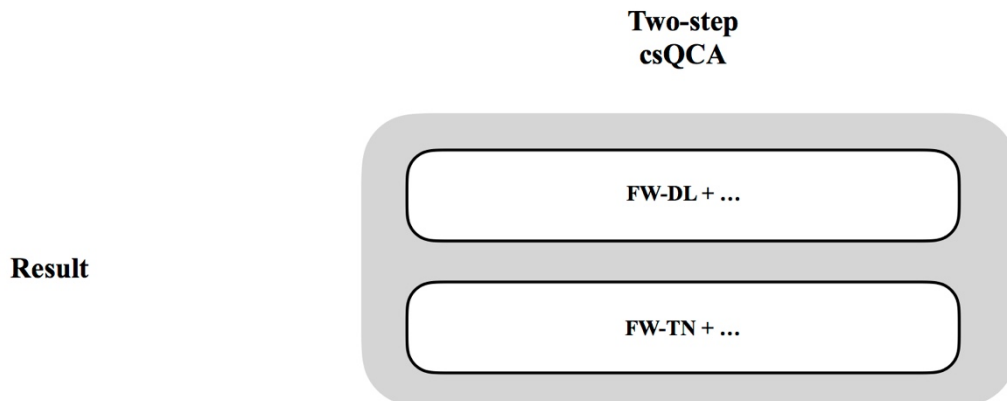 Two-step
csQCA
FW-DL + …
Result
FW-TN + …